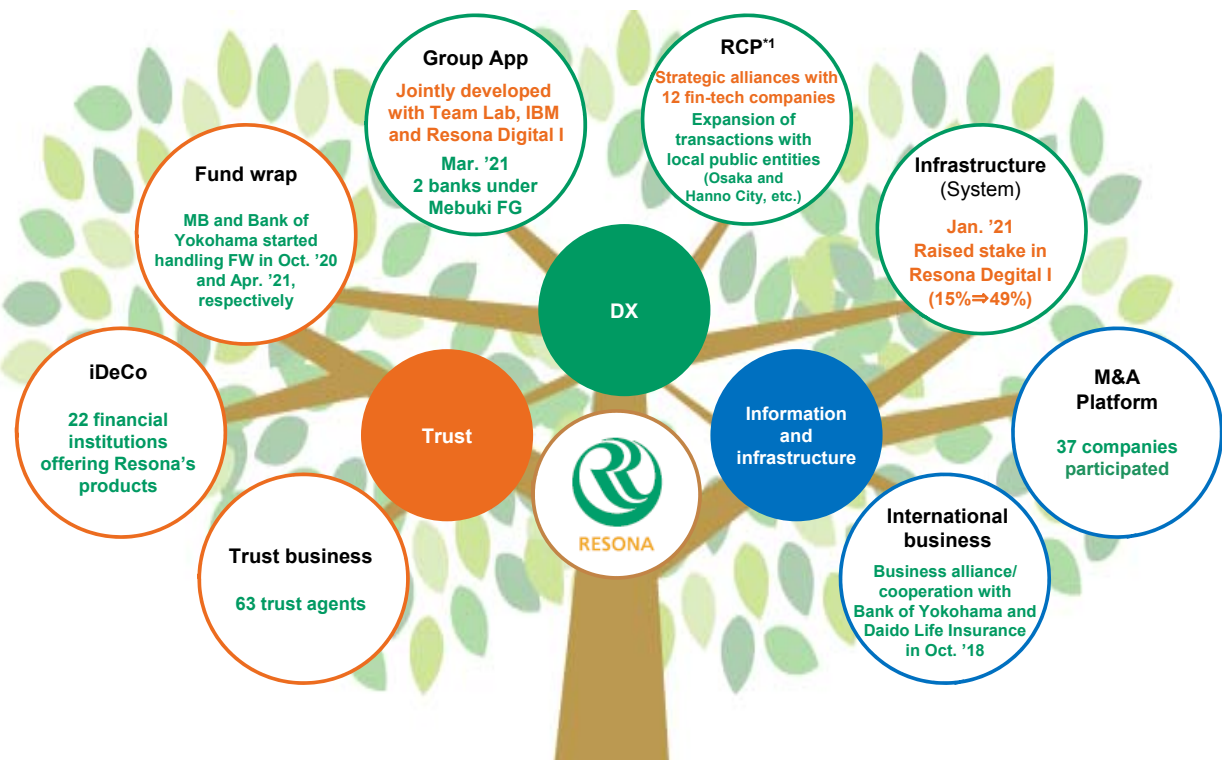 Group App
Jointly developed
with Team Lab, IBM
and Resona Digital I
Mar. ’21
2 banks under
Mebuki FG
RCP*1
Strategic alliances with
12 fin-tech companies
Expansion of
transactions with
local public entities
(Osaka and
Hanno City, etc.)
Fund wrap
MB and Bank of
Yokohama started
handling FW in Oct. ’20
and Apr. ’21,
respectively
Infrastructure
(System)
Jan. ’21
Raised stake in
Resona Degital I
(15%⇒49%)
DX
iDeCo
22 financial
institutions
offering Resona’s
products
Trust
Information
and
infrastructure
M&A
Platform
37 companies
participated
RESONA
Trust business
63 trust agents
International
business
Business alliance/
cooperation with
Bank of Yokohama and
Daido Life Insurance
in Oct. ’18